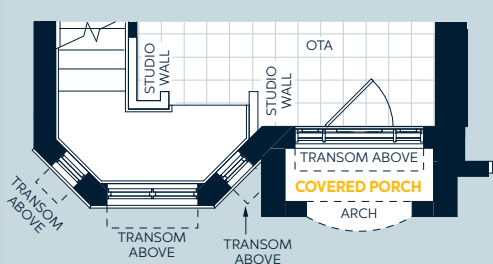 OTA
STUDIO
WALL
STUDIO
WALL
TRANSOM ABOVE
COVERED PORCH
ARCH
TRANSOM
ABOVE
TRANSOM
ABOVE
TRANSOM
ABOVE